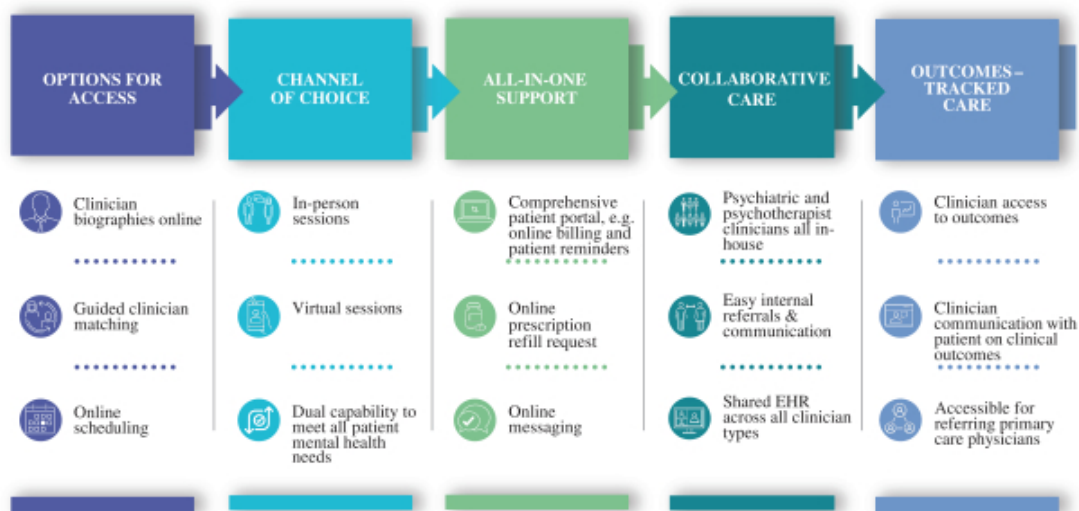 OPTIONS FOR
ACCESS
CHANNEL
OF CHOICE
ALL-IN-ONE
SUPPORT
COLLABORATIVE
CARE
OUTCOMES–
TRACKED
CARE
Clinician
biographies online
Guided clinician
matching
Online
scheduling
In-person
sessions
Virtual sessions
Dual capability to
meet all patient
mental health
needs
Comprehensive
patient portal, e.g.
online billing and
patient reminders
Online
prescription
refill request
Online
messaging
Psychiatric and
psychotherapist
clinicians all in-
house
Easy internal
referrals &
communication
Shared EHR
across all clinician
types
Clinician access
to outcomes
Clinician
communication with
patient on clinical
outcomes
Accessible for
referring primary
care physicians